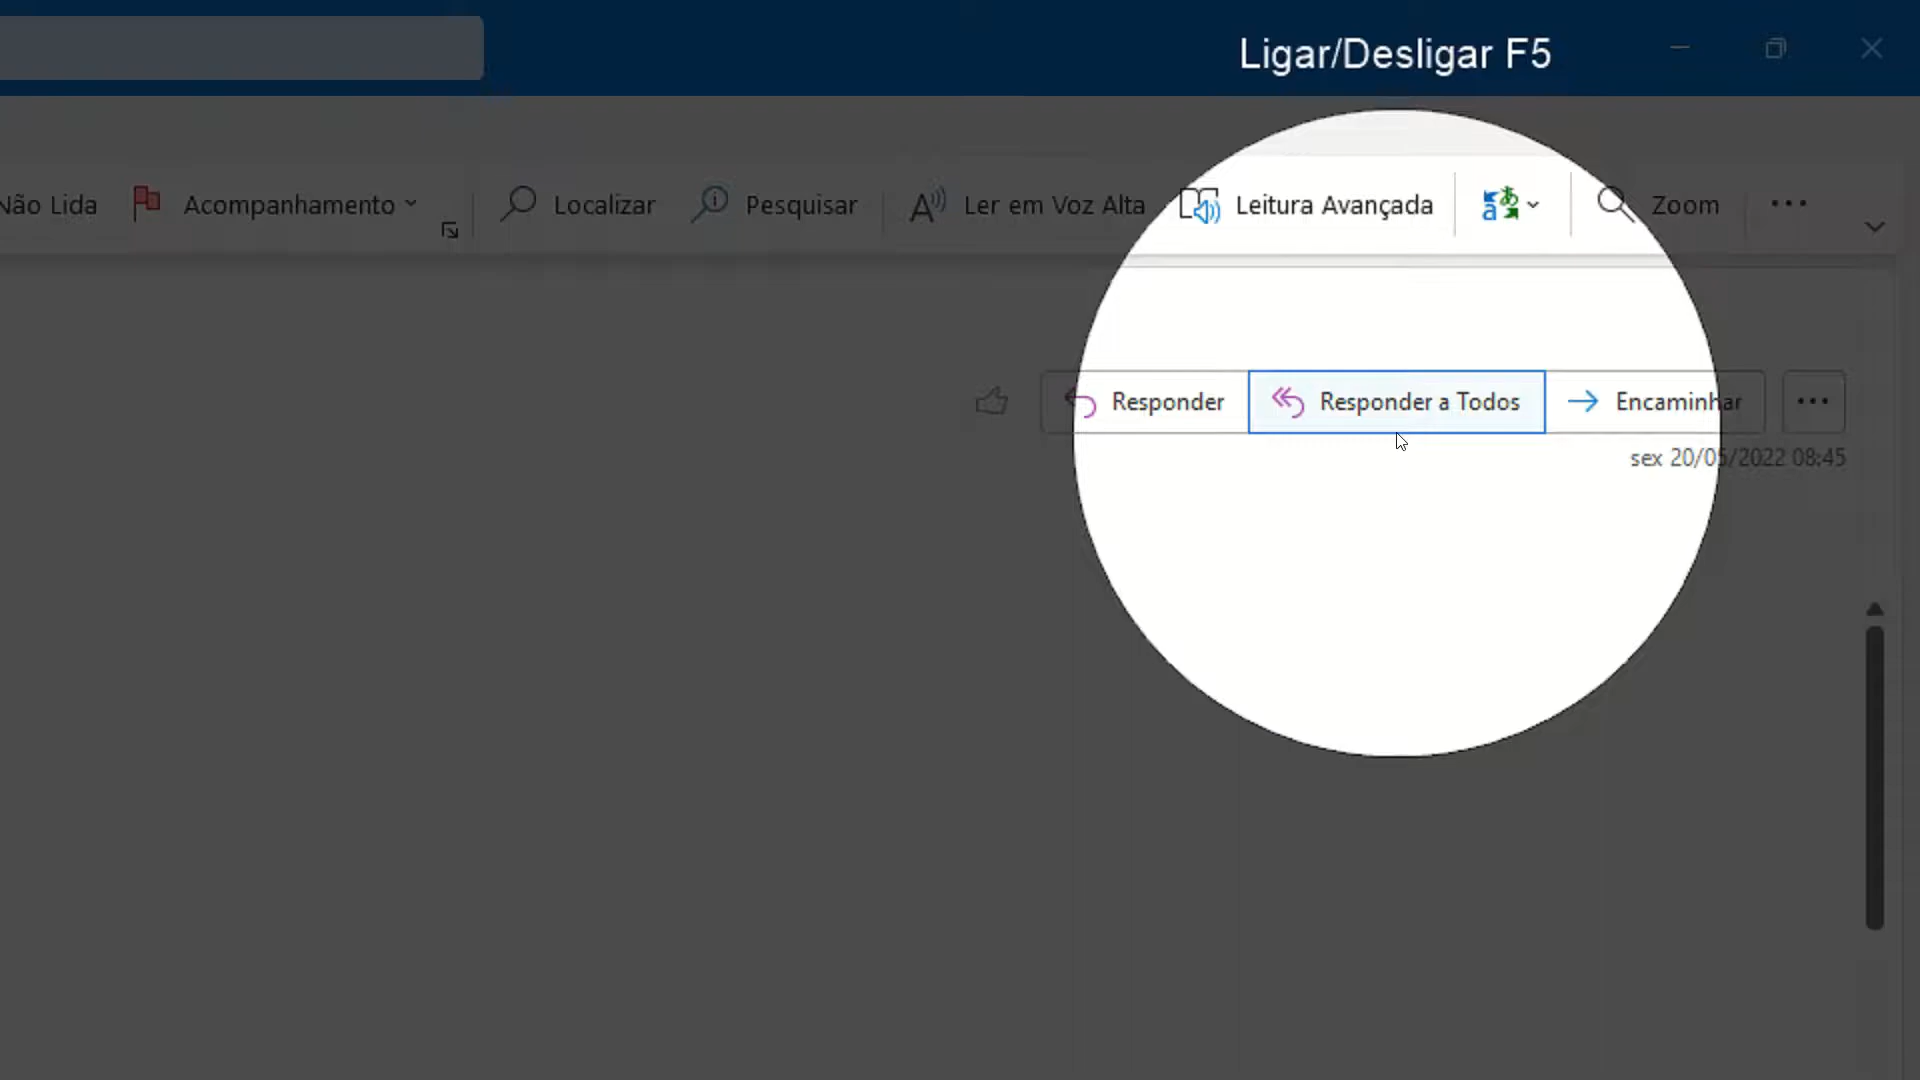 Ligar/Desligar F5
Não Lida Acompanhamento Localizar Pesquisar Ler em Voz Alta Leitura Avançada Zoom
Responder Responder a Todos Encaminhar
sex 20/05/2022 08:45